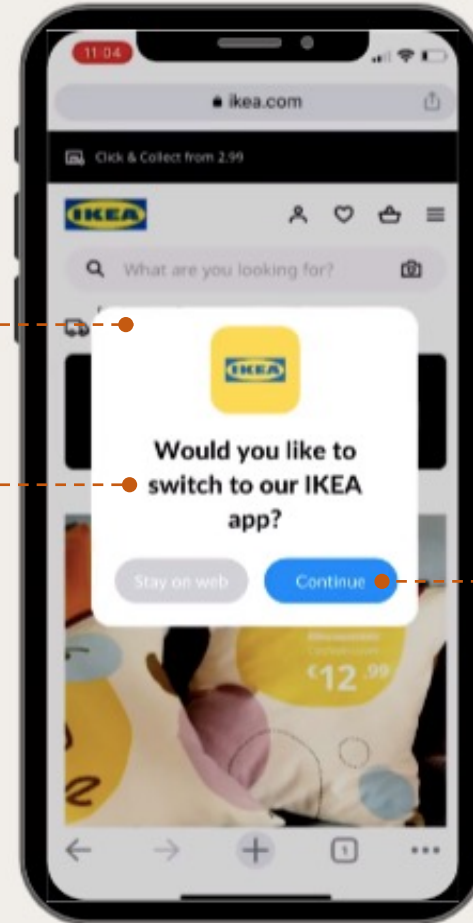 11:04
ikea.com
Click & Collect from 2.99
IKEA
What are you looking for?
IKEA
Would you like to
switch to our IKEA
app?
Stay on web
Continue
€12.99
1